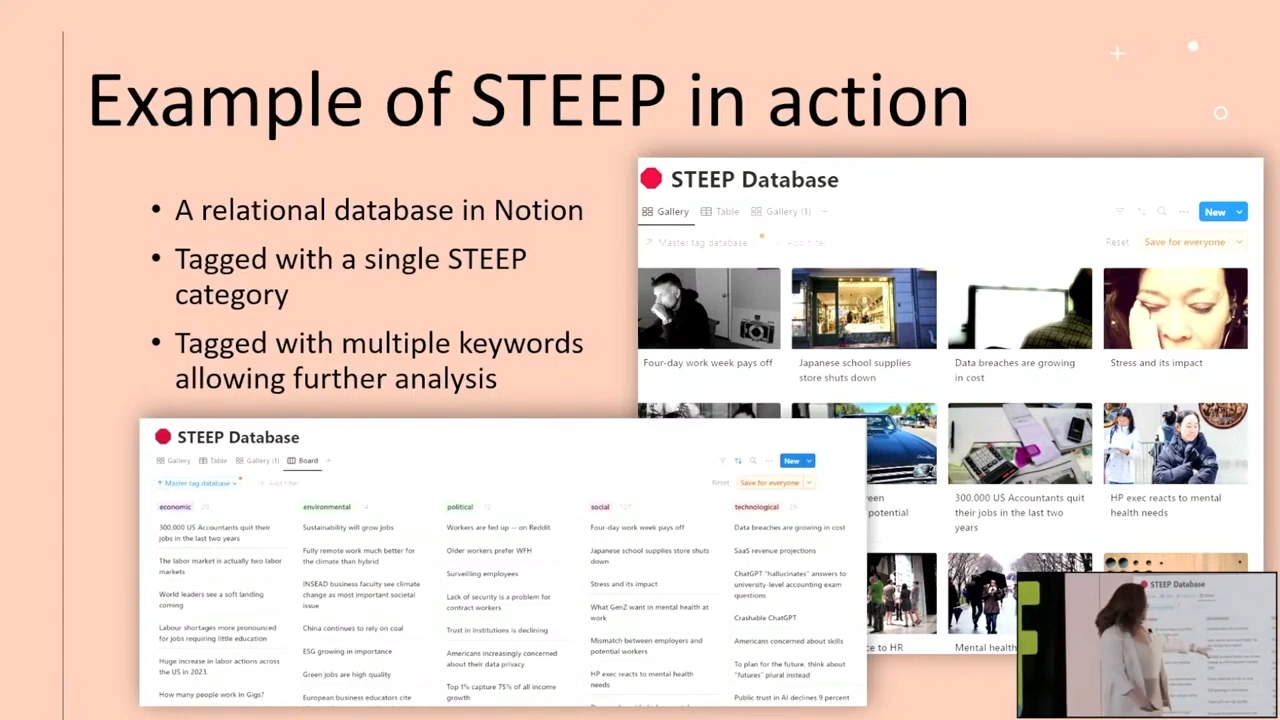 Example of STEEP in action
• A relational database in Notion
• Tagged with a single STEEP
category
• Tagged with multiple keywords
allowing further analysis
STEEP Database
Gallery Table Gallery (1)
New
Master tag database
Reset Save for everyone
Four-day work week pays off
Japanese school supplies
store shuts down
Data breaches are growing
in cost
Stress and its impact
potential
300,000 US Accountants quit
their jobs in the last two
years
HP exec reacts to mental
health needs
to HR
Mental health
STEEP Database
Gallery Table Gallery (1) Board
New
Master tag database
Add filter
Reset Save for everyone
economic 20
300,000 US Accountants quit their
jobs in the last two years
The labor market is actually two labor
markets
World leaders see a soft landing
coming
Labour shortages more pronounced
for jobs requiring little education
Huge increase in labor actions across
the US in 2023.
How many people work in Gigs?
environmental 14
Sustainability will grow jobs
Fully remote work much better for
the climate than hybrid
INSEAD business faculty see climate
change as most important societal
issue
China continues to rely on coal
ESG growing in importance
Green jobs are high quality
European business educators cite
political 12
Workers are fed up -- on Reddit
Older workers prefer WFH
Surveilling employees
Lack of security is a problem for
contract workers
Trust in institutions is declining
Americans increasingly concerned
about their data privacy
Top 1% capture 75% of all income
growth
social 107
Four-day work week pays off
Japanese school supplies store shuts
down
Stress and its impact
What GenZ want in mental health at
work
Mismatch between employers and
potential workers
HP exec reacts to mental health
needs
technological
Data breaches are growing in cost
SaaS revenue projections
ChatGPT "hallucinates" answers to
university-level accounting exam
questions
Crashable ChatGPT
Americans concerned about skills
To plan for the future, think about
"futures" plural instead
Public trust in AI declines 9 percent
STEEP Database